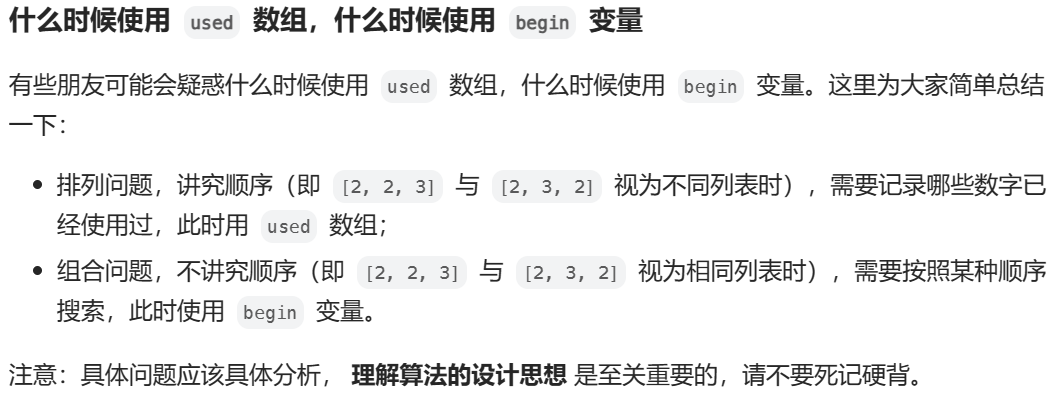 什么时候使用 used 数组，什么时候使用 begin 变量
有些朋友可能会疑惑什么时候使用 used 数组，什么时候使用 begin 变量。这里为大家简单总结
一下：
• 排列问题，讲究顺序（即 [2, 2, 3] 与 [2, 3, 2] 视为不同列表时），需要记录哪些数字已
经使用过，此时用 used 数组；
• 组合问题，不讲究顺序（即 [2, 2, 3] 与 [2, 3, 2] 视为相同列表时），需要按照某种顺序
搜索，此时使用 begin 变量。
注意：具体问题应该具体分析， 理解算法的设计思想 是至关重要的，请不要死记硬背。